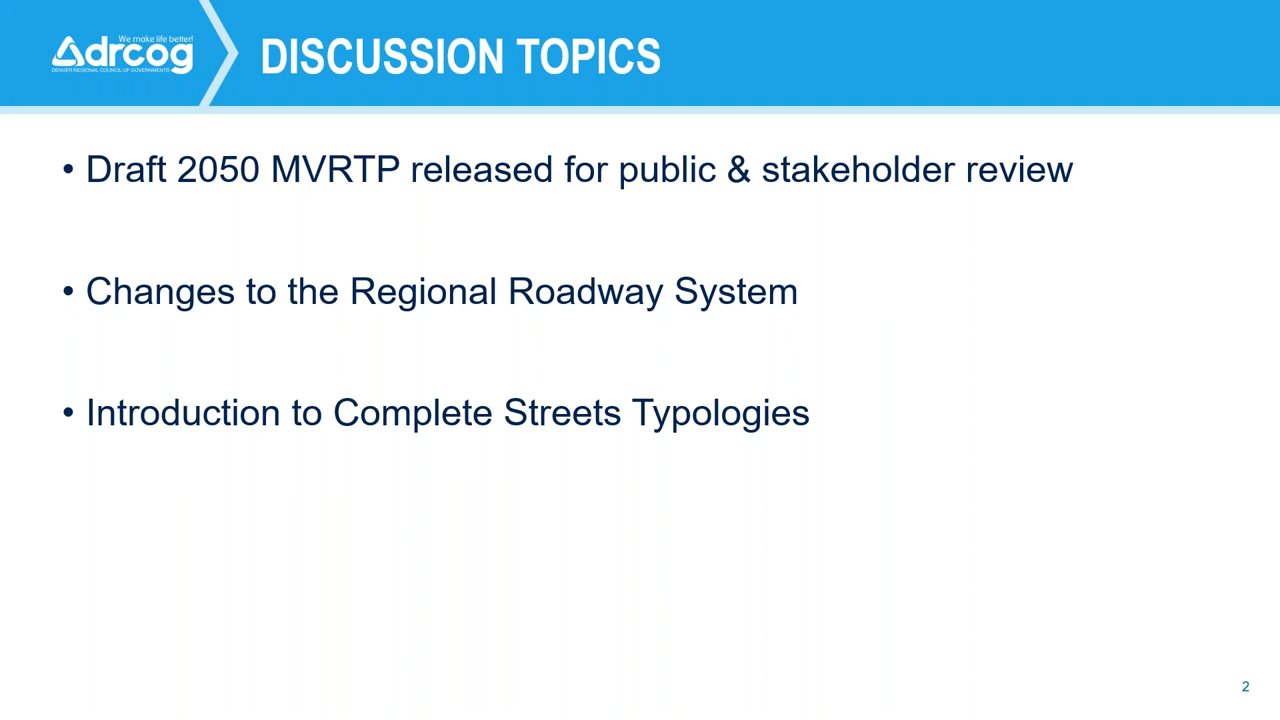 We make life better!
drcog
DENVER REGIONAL COUNCIL OF GOVERNMENTS
DISCUSSION TOPICS
• Draft 2050 MVRTP released for public & stakeholder review
• Changes to the Regional Roadway System
• Introduction to Complete Streets Typologies
2